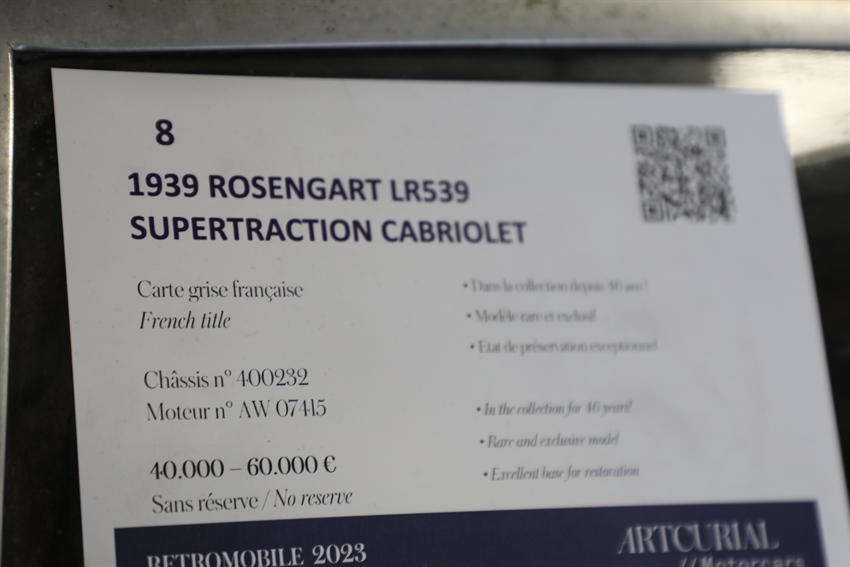 8
1939 ROSENGART LR539
SUPERTRACTION CABRIOLET
Carte grise française
French title
Châssis n° 400232
Moteur n° AW 07415
40.000 – 60.000 €
Sans réserve / No reserve
• Dans la collection depuis 46 ans !
• Modèle rare et exclusif
• Etat de préservation exceptionnel
• In the collection for 46 years!
• Rare and exclusive model
• Excellent base for restoration
RETROMOBILE 2023
ARTCURIAL
// Motorcars